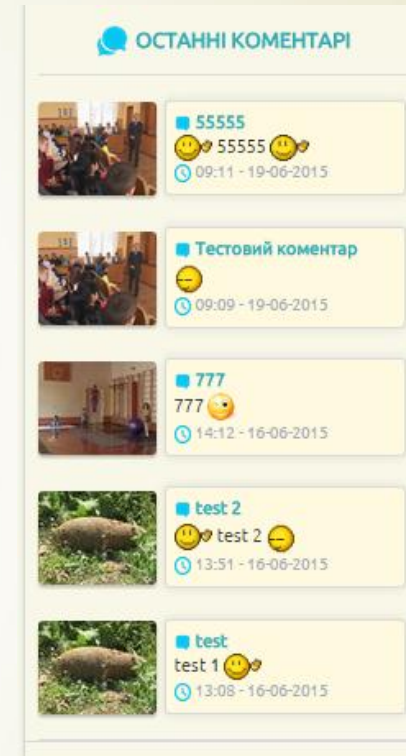 ОСТАННІ КОМЕНТАРІ
55555
55555
09:11 - 19-06-2015
Тестовий коментар
09:09 - 19-06-2015
777
777
14:12 - 16-06-2015
test 2
test 2
13:51 - 16-06-2015
test
test 1
13:08 - 16-06-2015